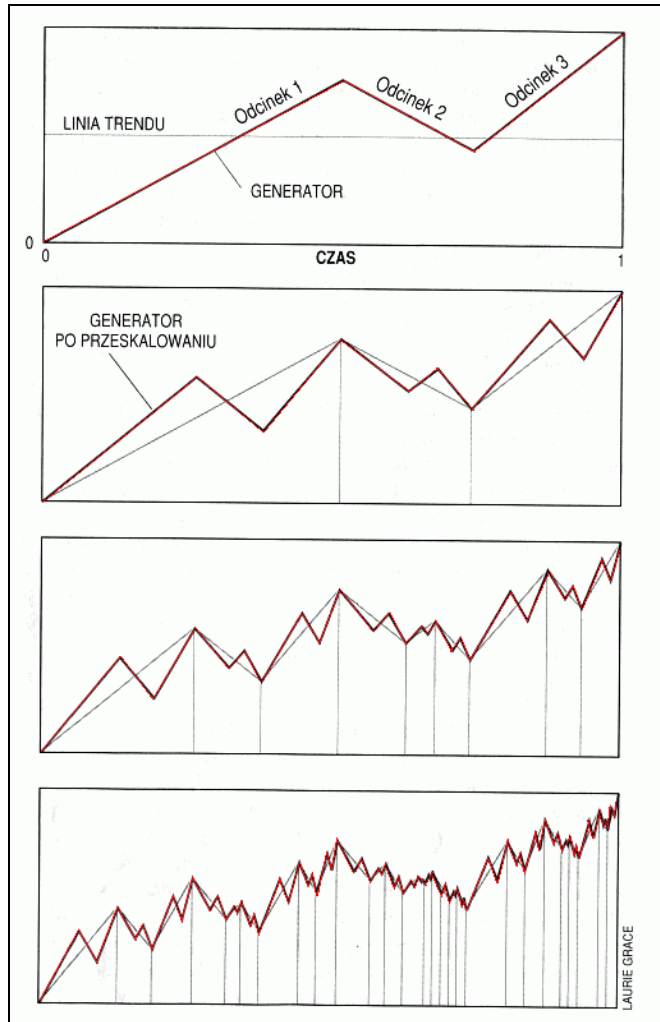 Odcinek 1
Odcinek 2
Odcinek 3
LINIA TRENDU
GENERATOR
0
0
CZAS
1
GENERATOR
PO PRZESKALOWANIU
LAURIE GRACE